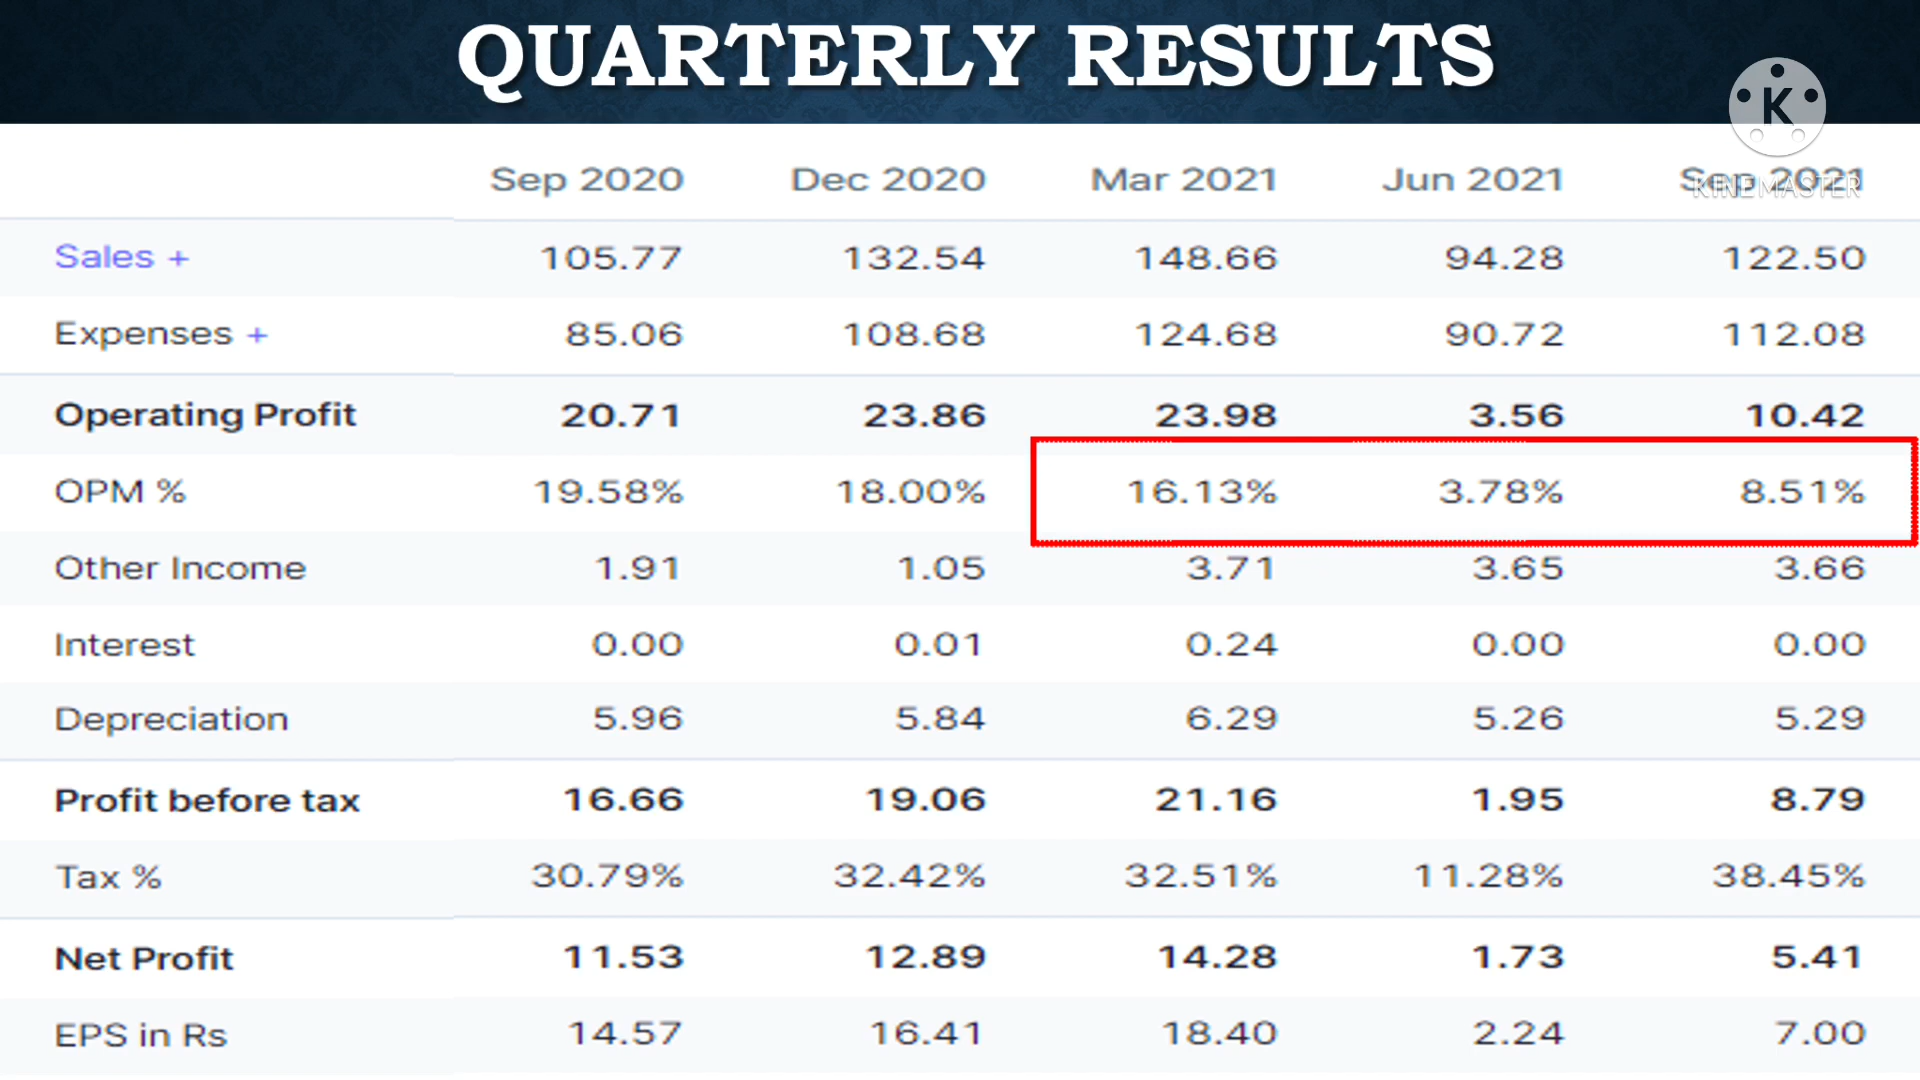 QUARTERLY RESULTS
K
KINEMASTER
Sep 2020 Dec 2020 Mar 2021 Jun 2021 Sep 2021
Sales + 105.77 132.54 148.66 94.28 122.50
Expenses + 85.06 108.68 124.68 90.72 112.08
Operating Profit 20.71 23.86 23.98 3.56 10.42
OPM % 19.58% 18.00% 16.13% 3.78% 8.51%
Other Income 1.91 1.05 3.71 3.65 3.66
Interest 0.00 0.01 0.24 0.00 0.00
Depreciation 5.96 5.84 6.29 5.26 5.29
Profit before tax 16.66 19.06 21.16 1.95 8.79
Tax % 30.79% 32.42% 32.51% 11.28% 38.45%
Net Profit 11.53 12.89 14.28 1.73 5.41
EPS in Rs 14.57 16.41 18.40 2.24 7.00